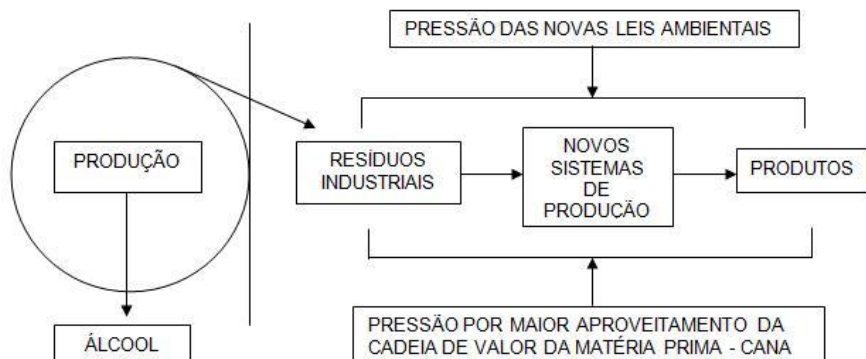 PRESSÃO DAS NOVAS LEIS AMBIENTAIS
PRODUÇÃO
RESÍDUOS
INDUSTRIAIS
NOVOS
SISTEMAS
DE
PRODUÇÃO
PRODUTOS
ÁLCOOL
PRESSÃO POR MAIOR APROVEITAMENTO DA
CADEIA DE VALOR DA MATÉRIA PRIMA - CANA